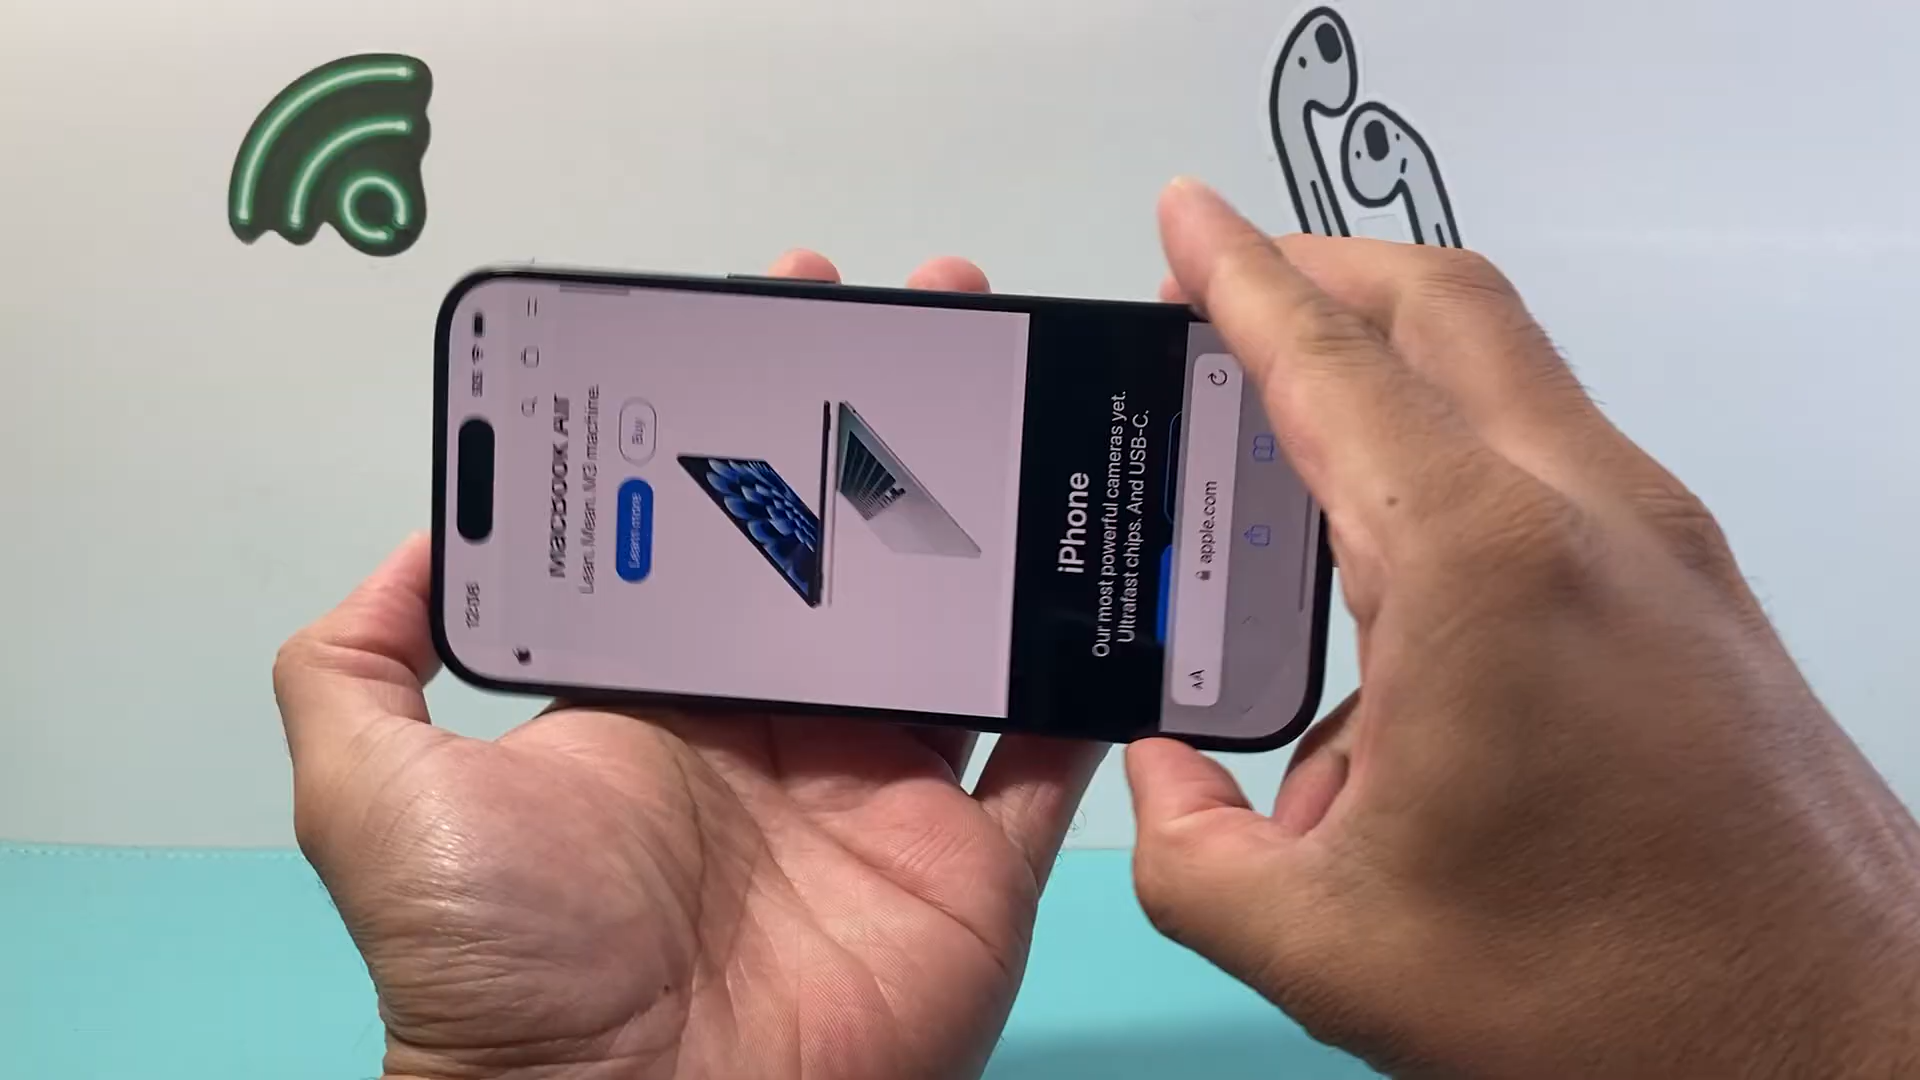 12:08
MacBook Air
Lean. Mean. M3 machine.
Learn more
Buy
iPhone
Our most powerful cameras yet.
Ultrafast chips. And USB-C.
AA
apple.com